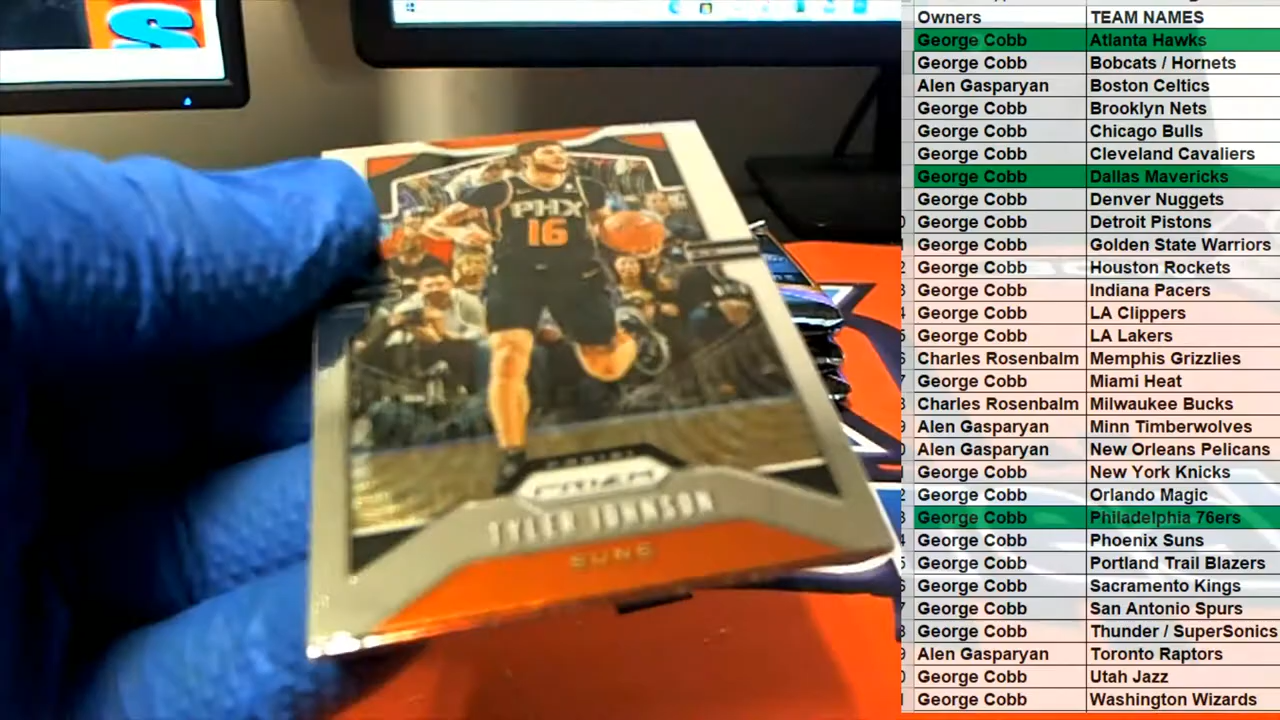 S
PHX
16
PANINI
PRIZM
TYLER JOHNSON
SUNS
Owners TEAM NAMES
George Cobb Atlanta Hawks
George Cobb Bobcats / Hornets
Alen Gasparyan Boston Celtics
George Cobb Brooklyn Nets
George Cobb Chicago Bulls
George Cobb Cleveland Cavaliers
George Cobb Dallas Mavericks
George Cobb Denver Nuggets
George Cobb Detroit Pistons
George Cobb Golden State Warriors
George Cobb Houston Rockets
George Cobb Indiana Pacers
George Cobb LA Clippers
George Cobb LA Lakers
Charles Rosenbalm Memphis Grizzlies
George Cobb Miami Heat
Charles Rosenbalm Milwaukee Bucks
Alen Gasparyan Minn Timberwolves
Alen Gasparyan New Orleans Pelicans
George Cobb New York Knicks
George Cobb Orlando Magic
George Cobb Philadelphia 76ers
George Cobb Phoenix Suns
George Cobb Portland Trail Blazers
George Cobb Sacramento Kings
George Cobb San Antonio Spurs
George Cobb Thunder / SuperSonics
Alen Gasparyan Toronto Raptors
George Cobb Utah Jazz
George Cobb Washington Wizards